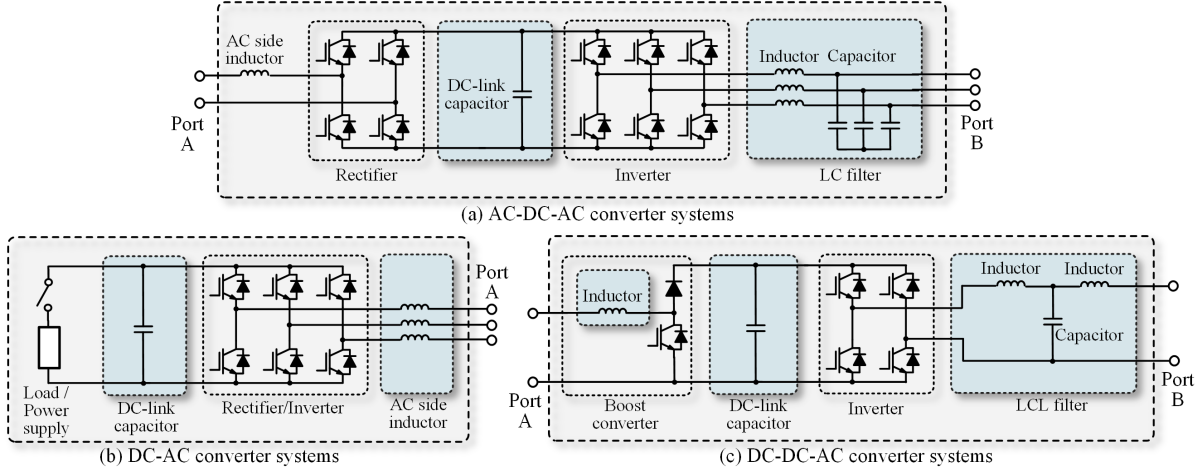 AC side
inductor
Port
A
Rectifier
DC-link
capacitor
Inverter
Inductor Capacitor
LC filter
Port
B
(a) AC-DC-AC converter systems
Load /
Power
supply
DC-link
capacitor
Rectifier/Inverter
AC side
inductor
Port
A
(b) DC-AC converter systems
Port
A
Inductor
Boost
converter
DC-link
capacitor
Inverter
Inductor Inductor
Capacitor
LCL filter
Port
B
(c) DC-DC-AC converter systems